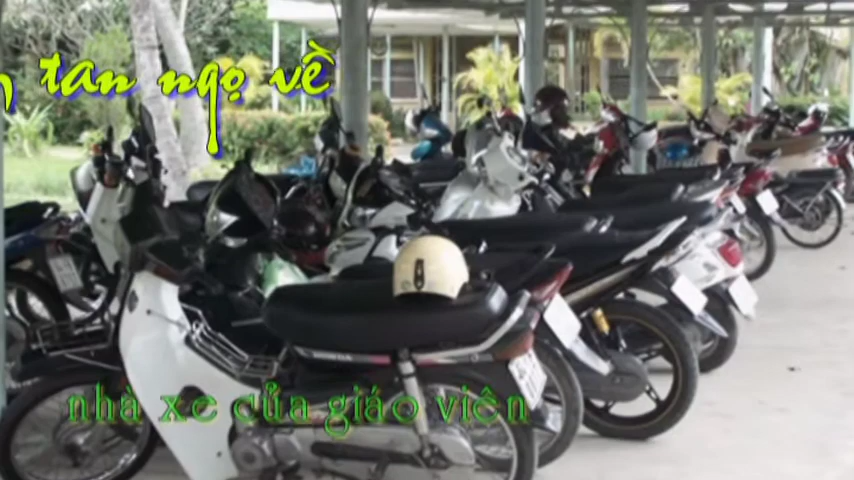 tan ngọ về
nhà xe của giáo viên